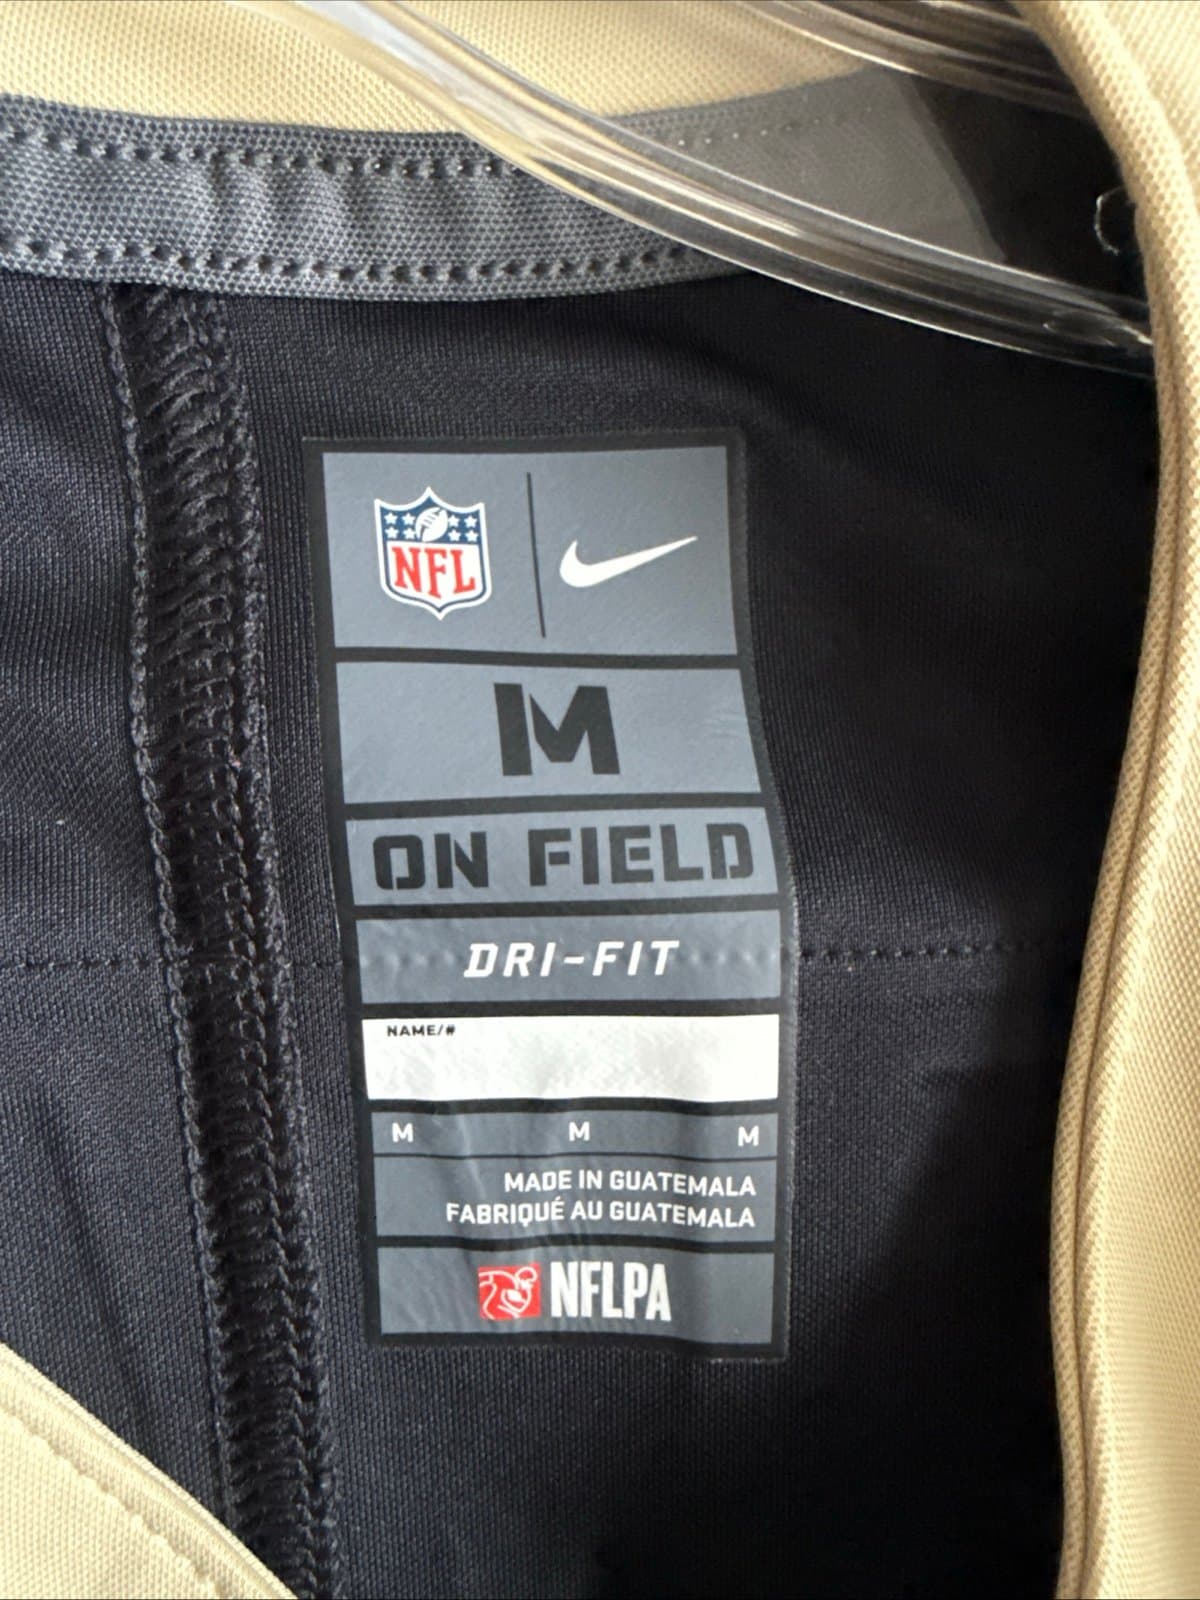 NFL
M
ON FIELD
DRI-FIT
NAME/#
M M M
MADE IN GUATEMALA
FABRIQUÉ AU GUATEMALA
NFLPA